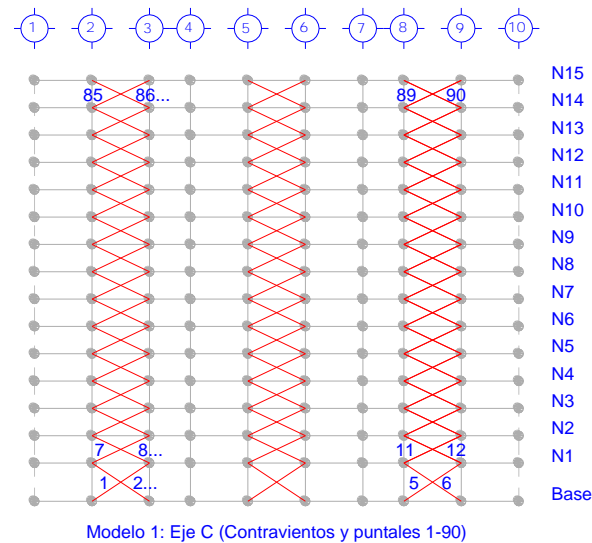 1 2 3 4 5 6 7 8 9 10
N15
85 86... 89 90
N14
N13
N12
N11
N10
N9
N8
N7
N6
N5
N4
N3
N2
7 8... 11 12
N1
1 2... 5 6
Base
Modelo 1: Eje C (Contravientos y puntales 1-90)